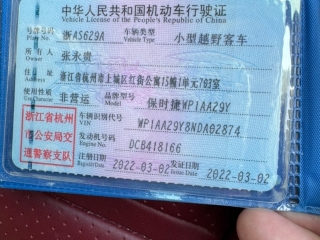 中华人民共和国机动车行驶证
Vehicle License of the People's Republic of China
号牌号码 浙AS629A 车辆类型 小型越野客车
Plate No. Vehicle Type
所有人 张永贵
Owner
住址 浙江省杭州市上城区红街公寓15幢1单元703室
Address
使用性质 非营运 品牌型号 保时捷WP1AA29Y
Use Character Model
浙江省杭州市公安局交通警察支队
车辆识别代号 WP1AA29Y8NDA02874
VIN
发动机号码 DCB418166
Engine No.
注册日期 2022-03-02 发证日期 2022-03-02
Register Date Issue Date